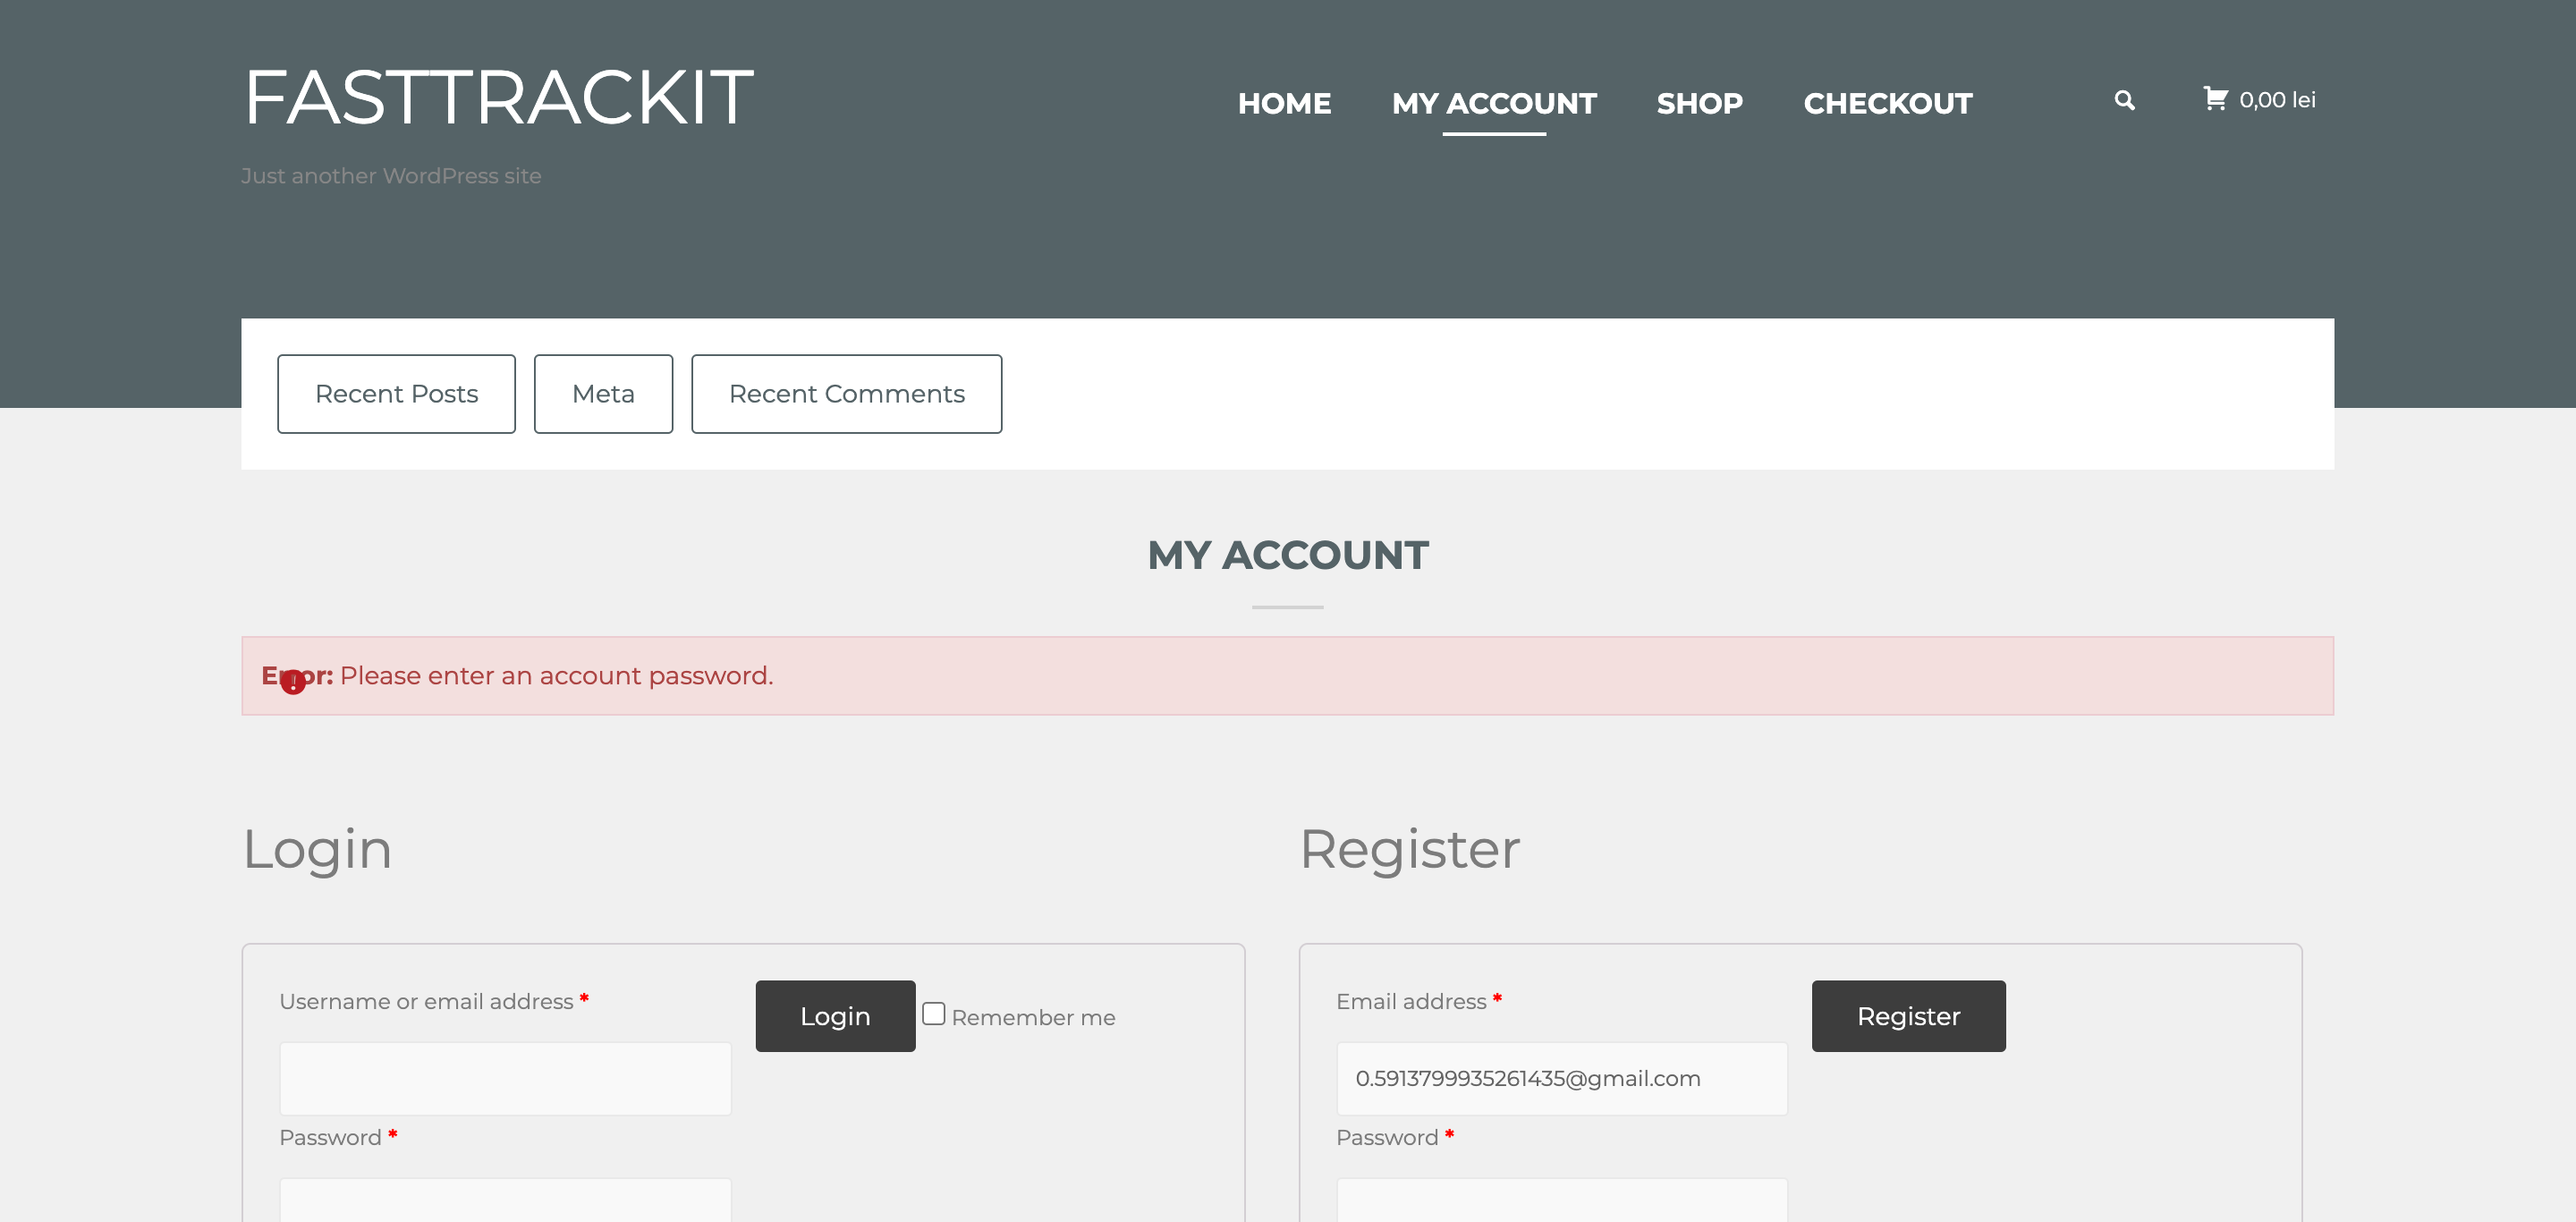 FASTTRACKIT
HOME MY ACCOUNT SHOP CHECKOUT 0,00 lei
Just another WordPress site
Recent Posts Meta Recent Comments
MY ACCOUNT
Error: Please enter an account password.
Login
Register
Username or email address *
Login Remember me
Password *
Email address *
Register
0.5913799935261435@gmail.com
Password *